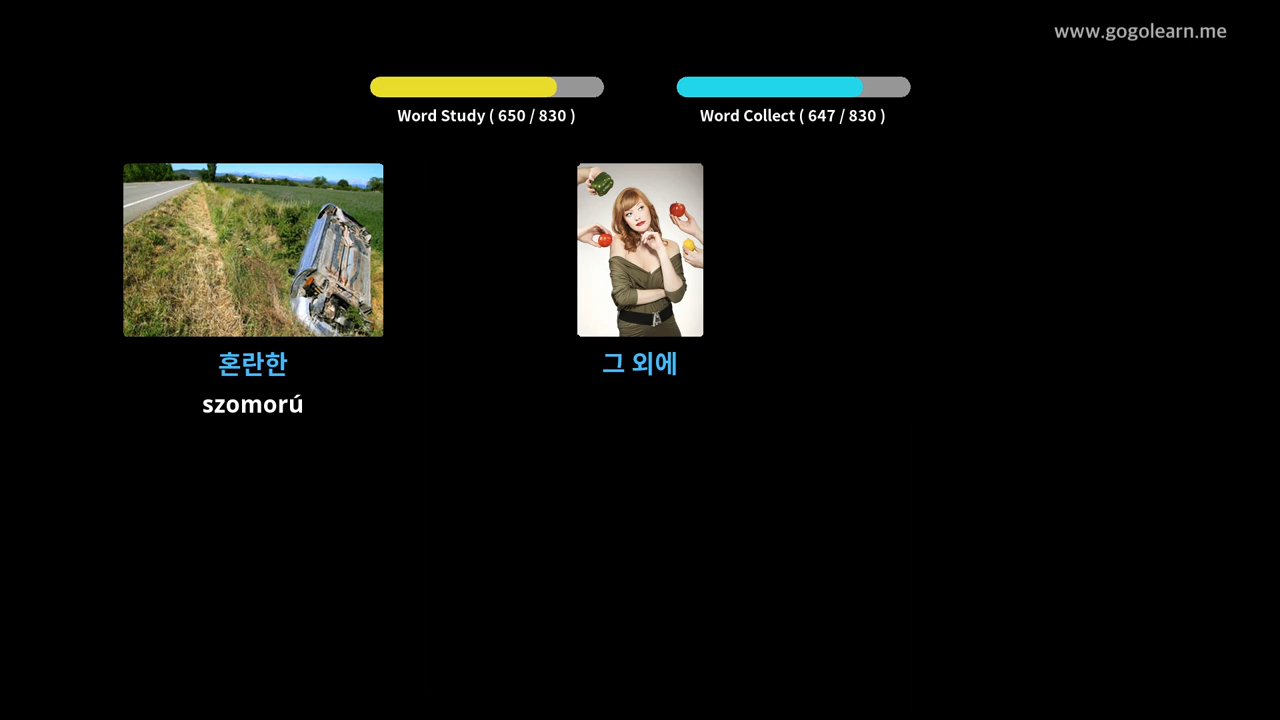 www.gogolearn.me
Word Study ( 650 / 830 )
Word Collect ( 647 / 830 )
혼란한
그 외에
szomorú